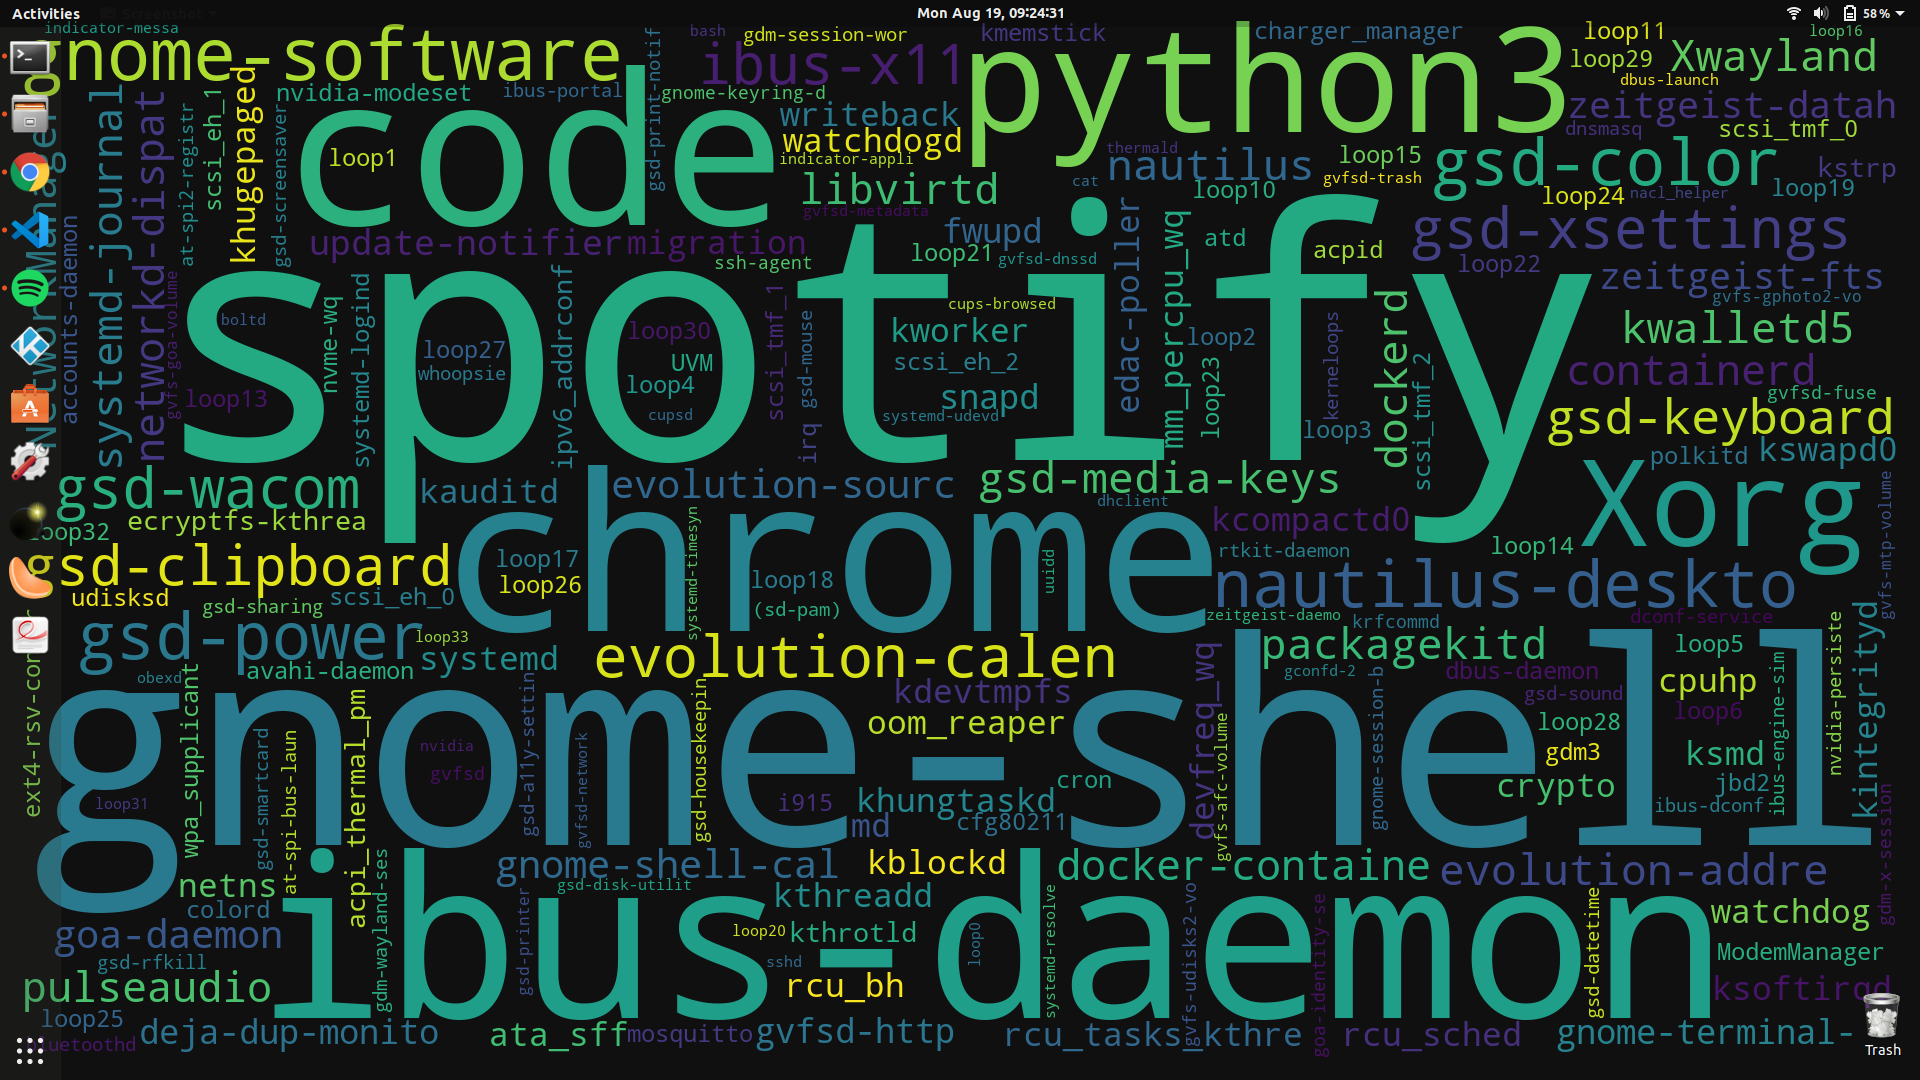 Activities
Screenshot
Mon Aug 19, 09:24:31
58 %
indicator-messa
gnome-software
bash
gdm-session-wor
kmemstick
charger_manager
loop11
loop16
ibus-x11
python3
loop29
Xwayland
dbus-launch
NetworkManager
systemd-journal
networkd-dispat
at-spi2-registr
scsi_eh_1
khugepaged
gsd-screensaver
nvidia-modeset
ibus-portal
gsd-print-notif
gnome-keyring-d
code
loop1
writeback
watchdogd
indicator-appli
libvirtd
gvfsd-metadata
thermald
nautilus
cat
loop10
loop15
gvfsd-trash
zeitgeist-datah
dnsmasq
scsi_tmf_0
gsd-color
kstrp
loop24
nacl_helper
loop19
accounts-daemon
update-notifier
migration
ssh-agent
fwupd
loop21
gvfsd-dnssd
edac-poller
mm_percpu_wq
atd
acpid
gsd-xsettings
loop22
zeitgeist-fts
gvfs-gphoto2-vo
spotify
gvfs-goa-volume
boltd
nvme-wq
systemd-logind
loop27
whoopsie
ipv6_addrconf
loop30
UVM
loop4
cupsd
scsi_tmf_1
irq
gsd-mouse
cups-browsed
kworker
scsi_eh_2
snapd
systemd-udevd
loop2
loop23
loop3
kerneloops
dockerd
scsi_tmf_2
kwalletd5
containerd
gvfsd-fuse
gsd-keyboard
loop13
polkitd
kswapd0
gsd-wacom
kauditd
evolution-sourc
gsd-media-keys
dhclient
Xorg
gvfs-mtp-volume
ecryptfs-kthrea
loop32
chrome
kcompactd0
rtkit-daemon
loop14
gsd-clipboard
loop17
loop26
systemd-timesyn
loop18
(sd-pam)
uuidd
nautilus-deskto
udisksd
gsd-sharing
scsi_eh_0
zeitgeist-daemo
krfcommd
dconf-service
gsd-power
loop33
systemd
avahi-daemon
obexd
evolution-calen
devfreq_wq
packagekitd
gconfd-2
dbus-daemon
loop5
cpuhp
loop6
gsd-sound
loop28
gdm3
ksmd
crypto
jbd2
ibus-dconf
ibus-engine-sim
nvidia-persiste
kintegrityd
ext4-rsv-con
wpa_supplicant
kdevtmpfs
oom_reaper
gnome-shell
loop31
gsd-smartcard
at-spi-bus-laun
acpi_thermal_pm
nvidia
gvfsd
gsd-a11y-settin
gvfsd-network
gsd-housekeepin
i915
khungtaskd
md
cfg80211
cron
gvfs-afc-volume
gnome-session-b
gdm-x-session
netns
colord
gnome-shell-cal
gsd-disk-utilit
kblockd
docker-containe
evolution-addre
goa-daemon
gsd-rfkill
gdm-wayland-ses
ibus-daemon
gsd-printer
kthreadd
loop20
kthrotld
sshd
rcu_bh
loop0
systemd-resolve
gvfs-udisks2-vo
goa-identity-se
gsd-datetime
watchdog
ModemManager
ksoftirqd
pulseaudio
loop25
bluetoothd
deja-dup-monito
ata_sff
mosquitto
gvfsd-http
rcu_tasks_kthre
rcu_sched
gnome-terminal-
Trash